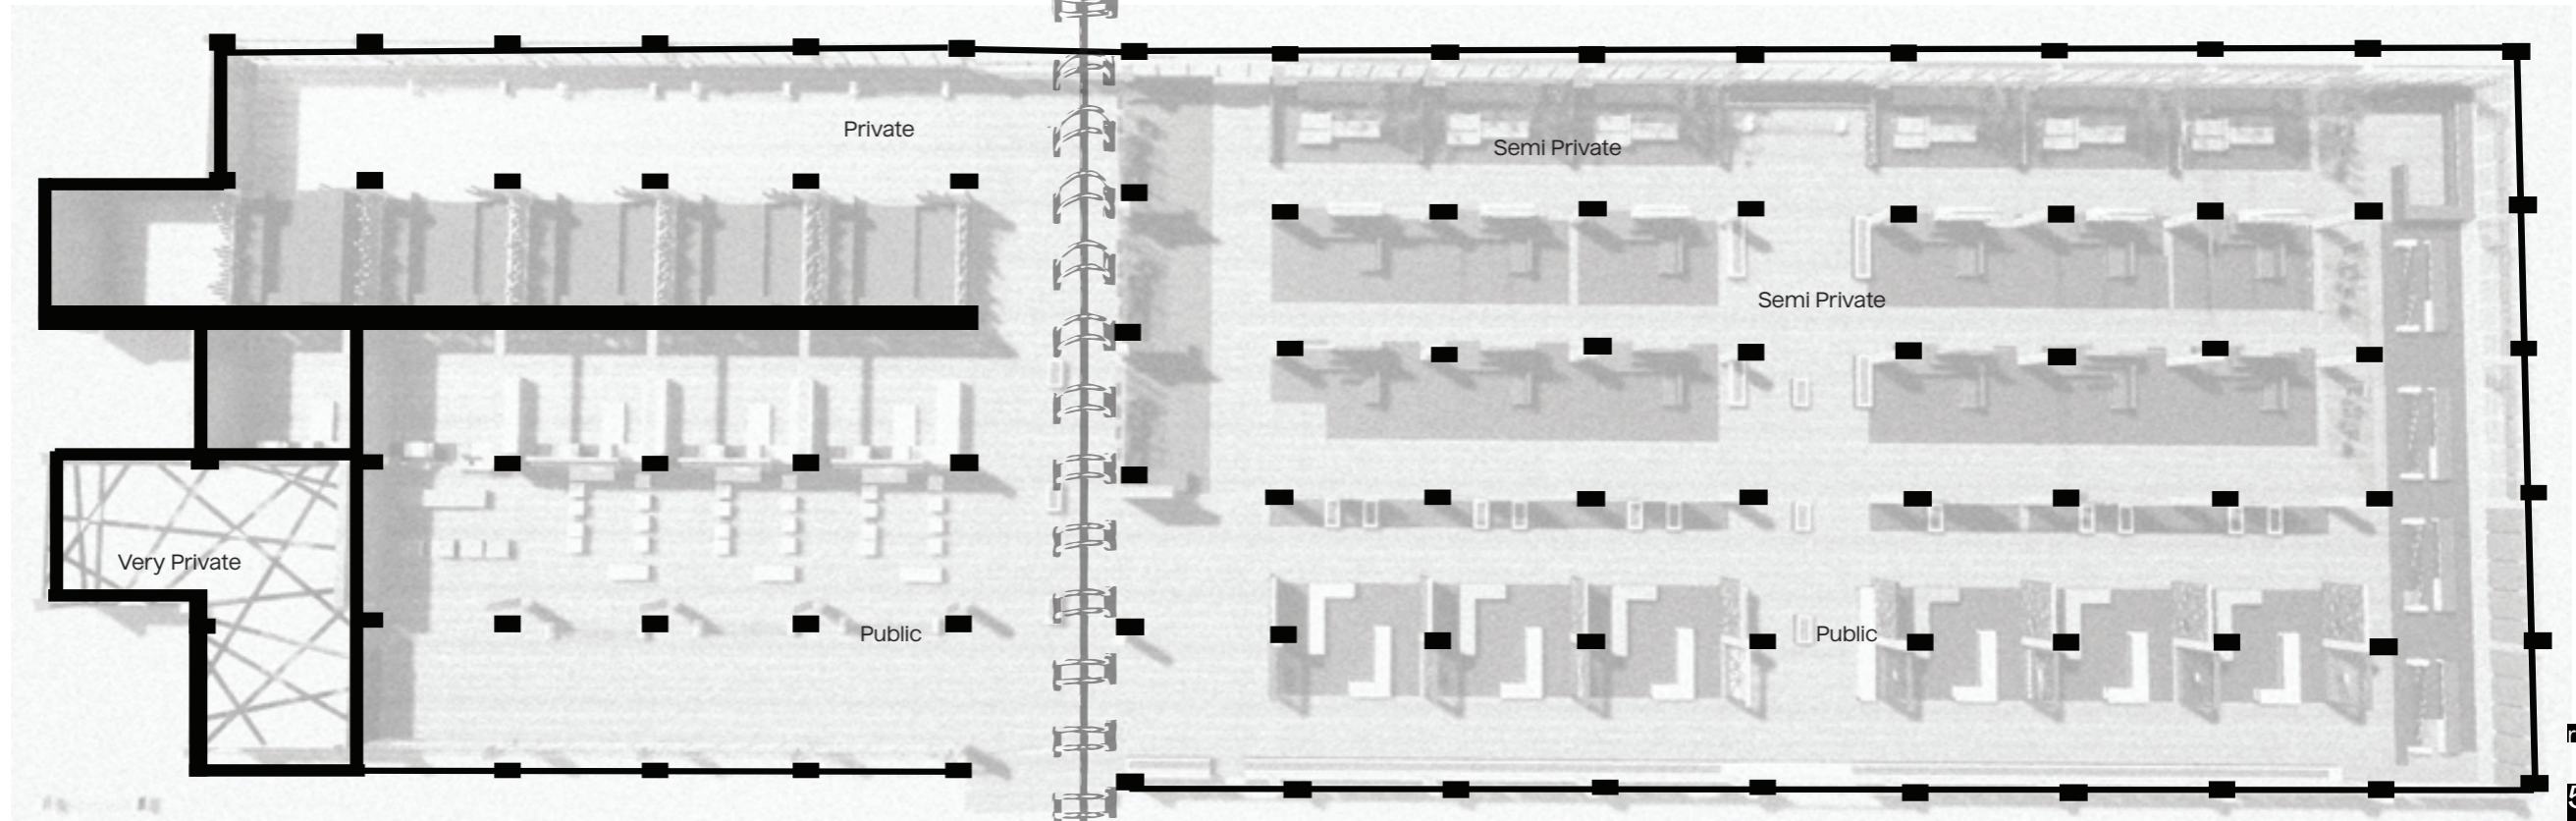 Private
Semi Private
Semi Private
Very Private
Public
Public